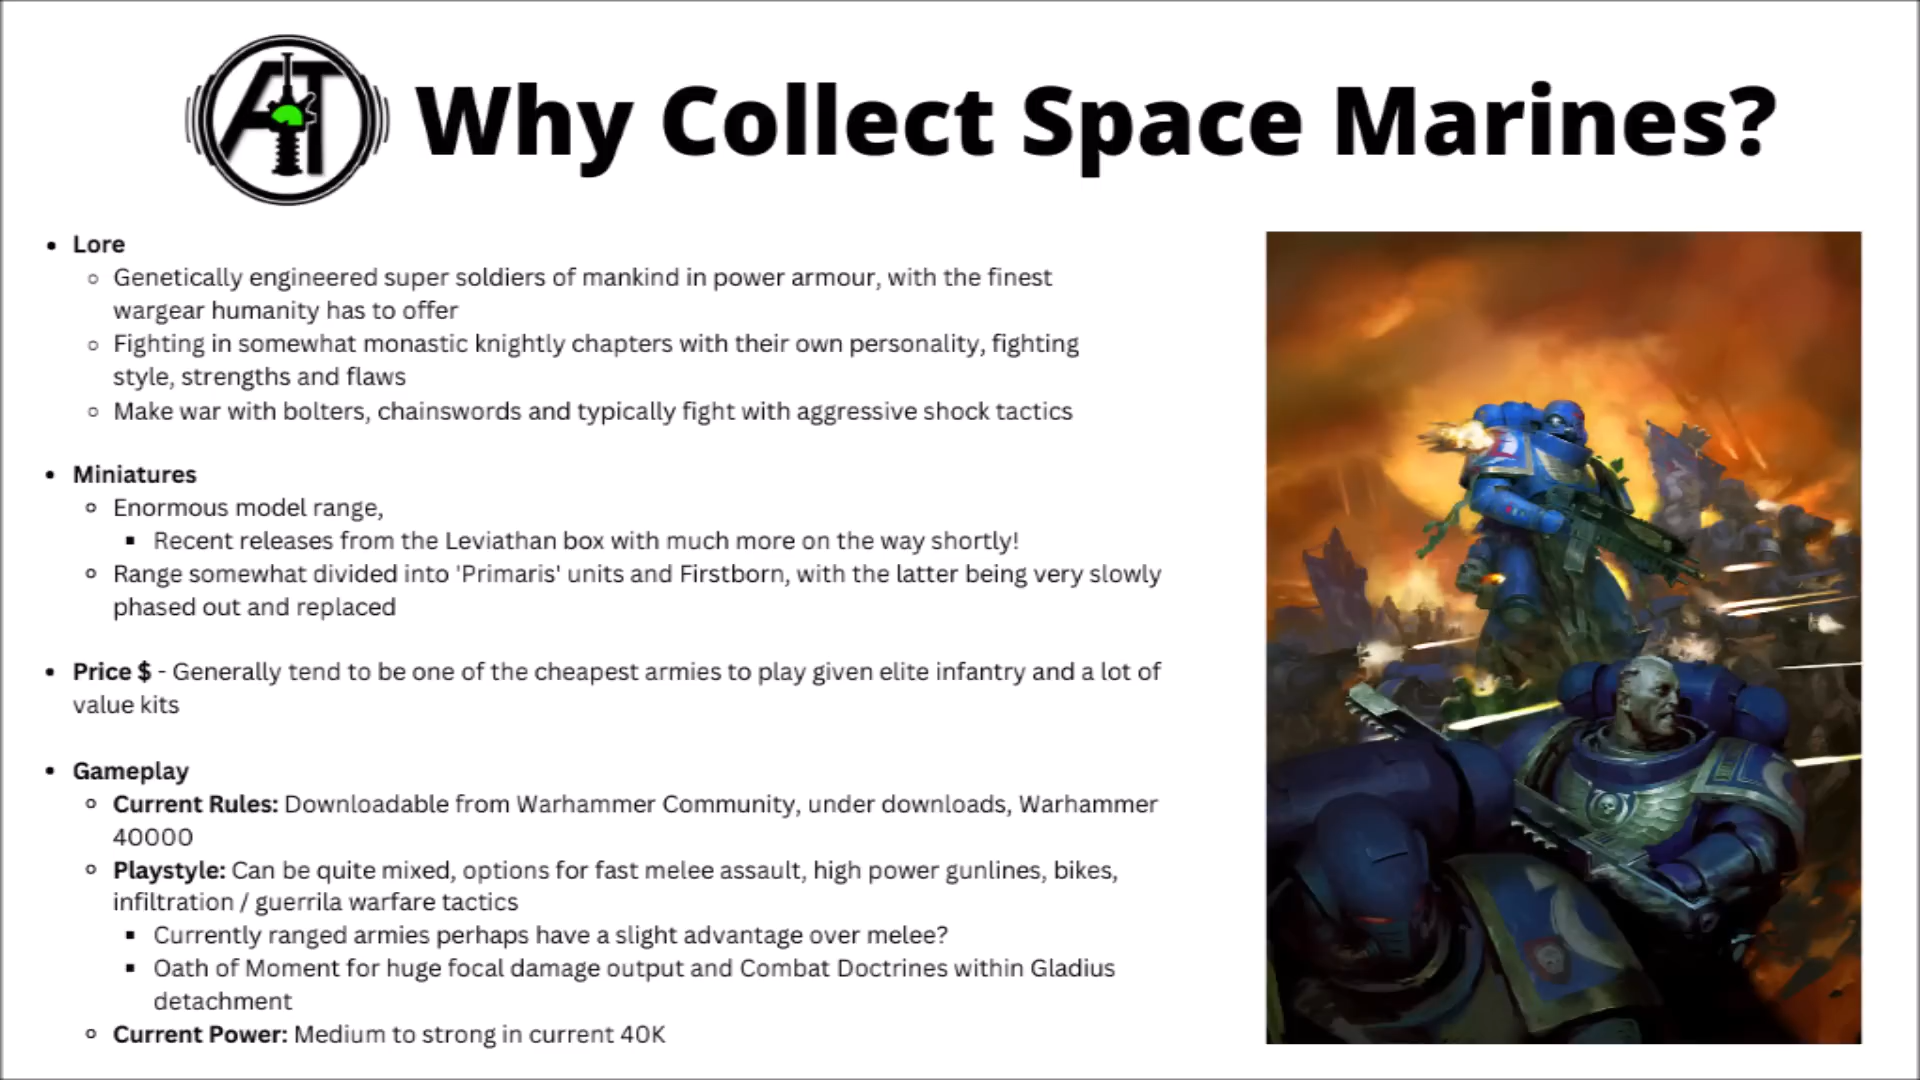 AT
Why Collect Space Marines?
• Lore
○ Genetically engineered super soldiers of mankind in power armour, with the finest
wargear humanity has to offer
○ Fighting in somewhat monastic knightly chapters with their own personality, fighting
style, strengths and flaws
○ Make war with bolters, chainswords and typically fight with aggressive shock tactics
• Miniatures
○ Enormous model range,
▪ Recent releases from the Leviathan box with much more on the way shortly!
○ Range somewhat divided into 'Primaris' units and Firstborn, with the latter being very slowly
phased out and replaced
• Price $ - Generally tend to be one of the cheapest armies to play given elite infantry and a lot of
value kits
• Gameplay
○ Current Rules: Downloadable from Warhammer Community, under downloads, Warhammer
40000
○ Playstyle: Can be quite mixed, options for fast melee assault, high power gunlines, bikes,
infiltration / guerrila warfare tactics
▪ Currently ranged armies perhaps have a slight advantage over melee?
▪ Oath of Moment for huge focal damage output and Combat Doctrines within Gladius
detachment
○ Current Power: Medium to strong in current 40K